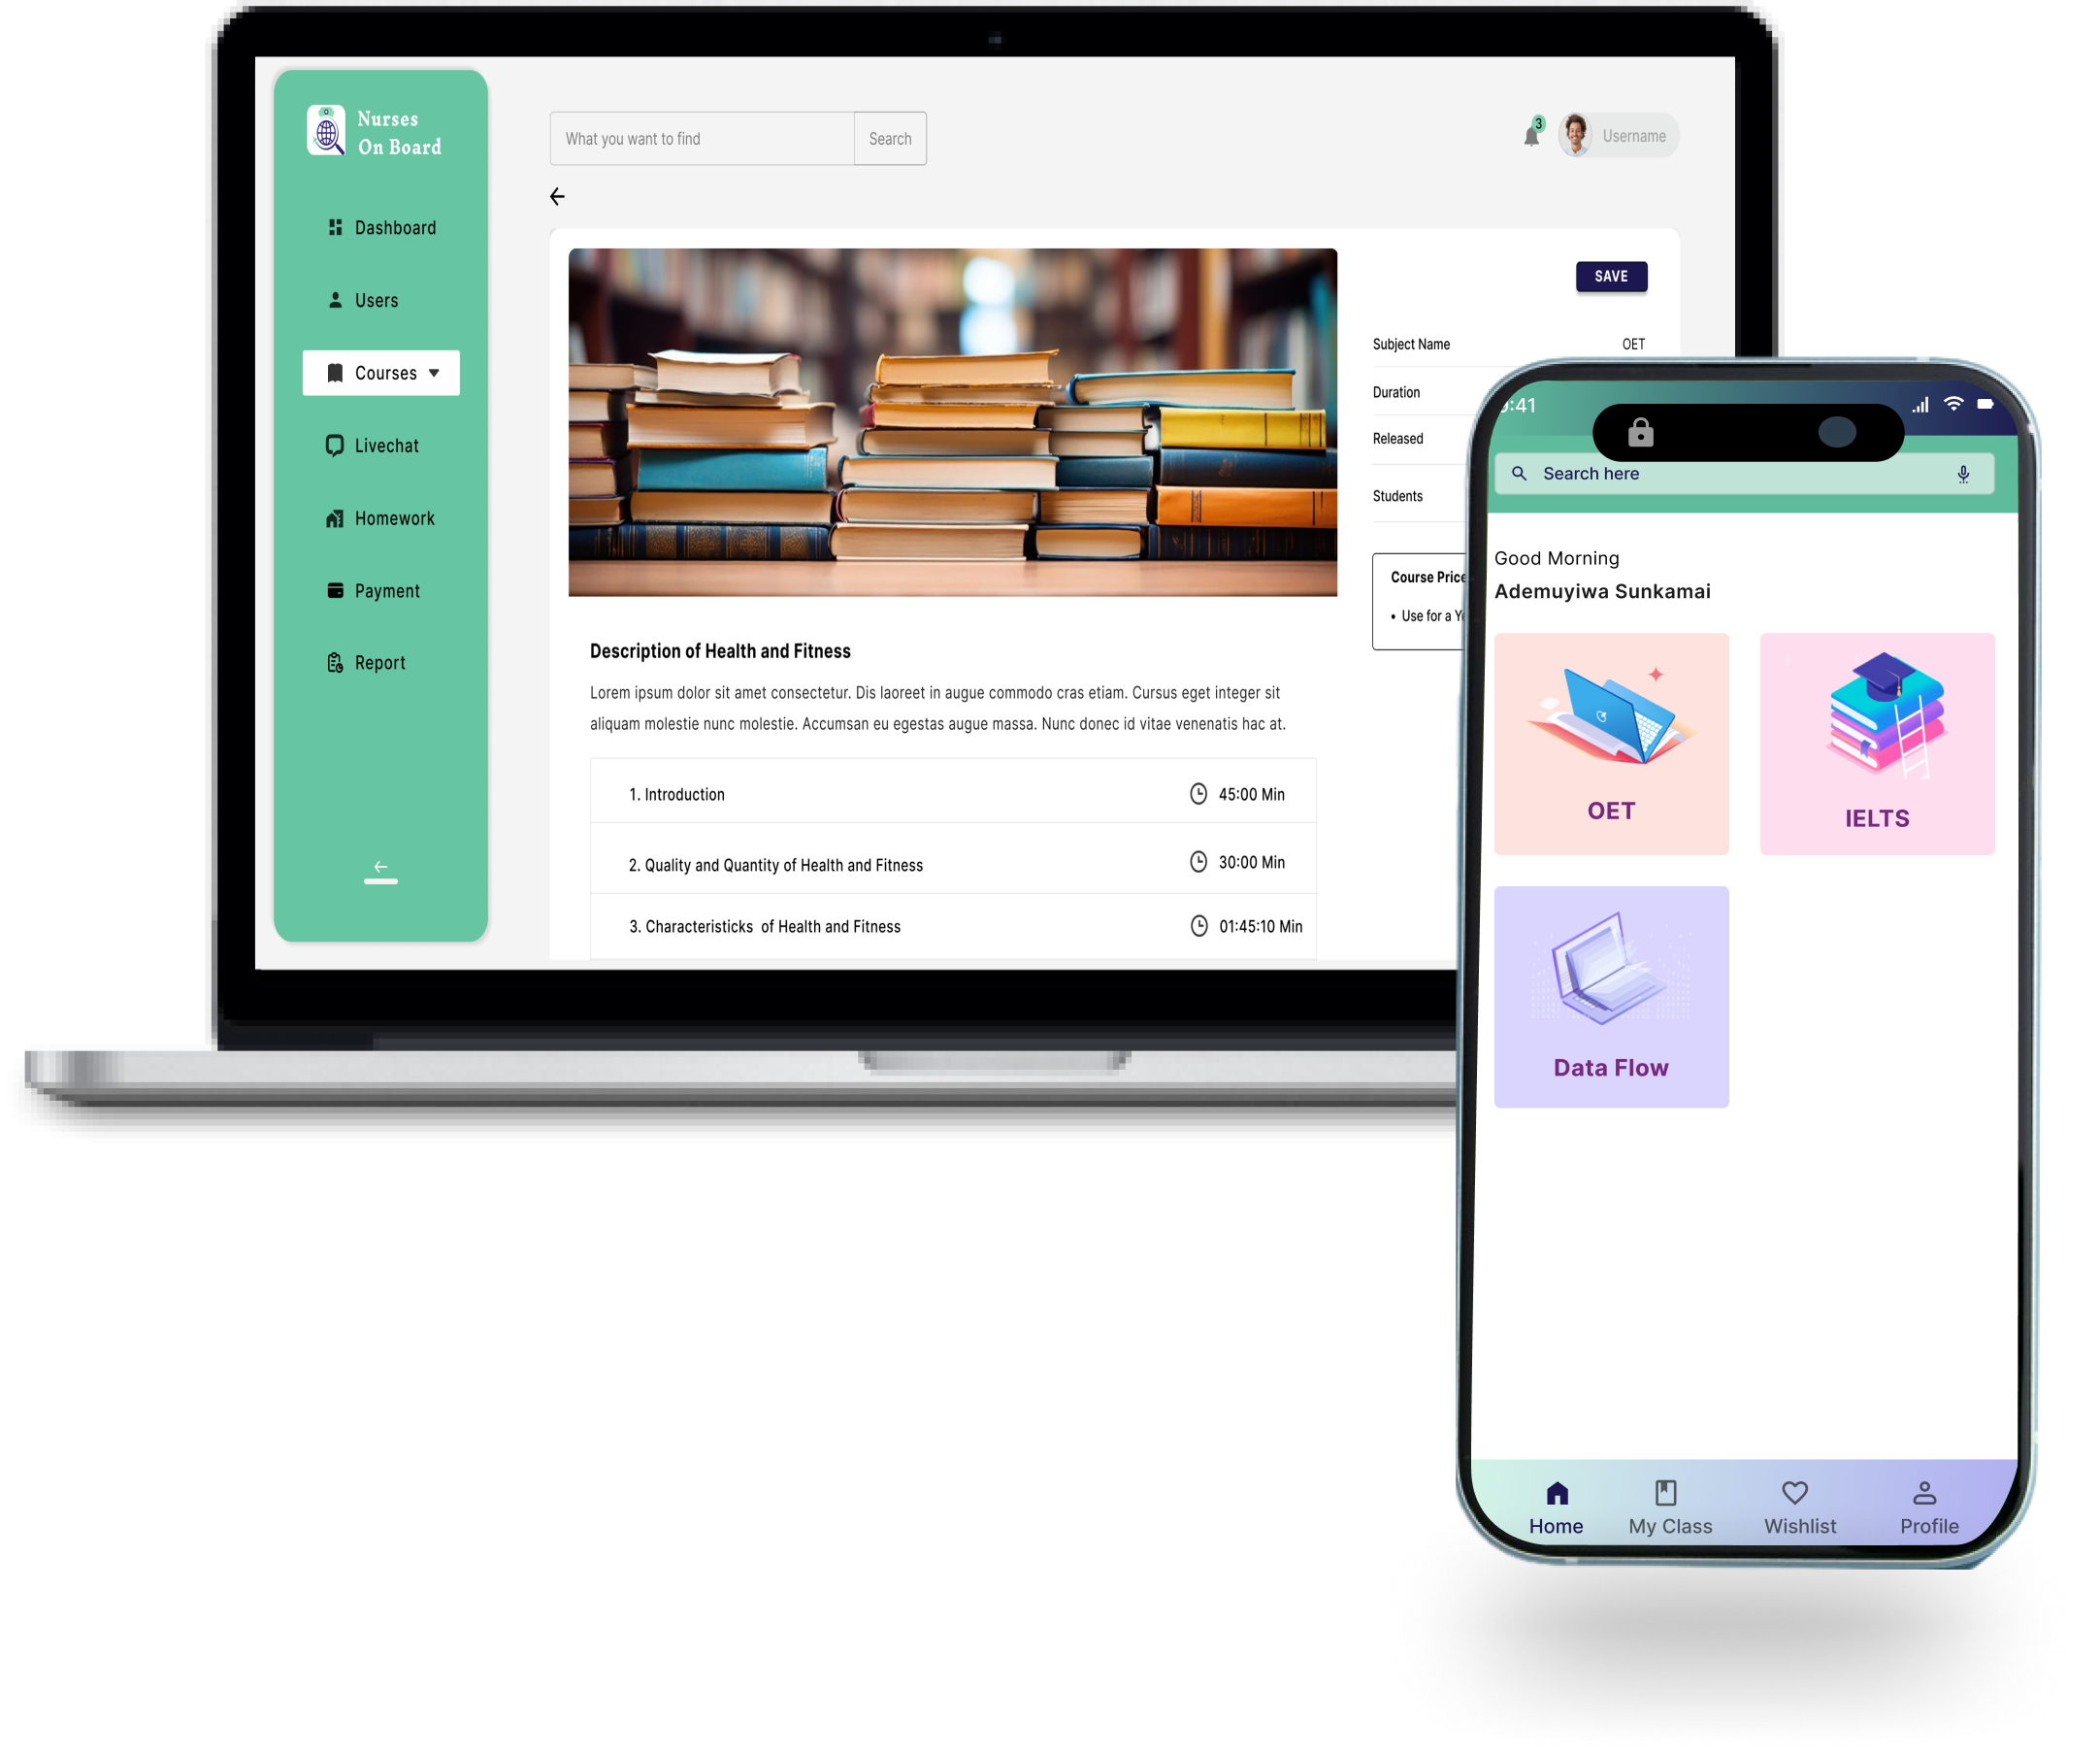 Nurses
On Board
Dashboard
Users
Courses
Livechat
Homework
Payment
Report
What you want to find
Search
3
Username
SAVE
Subject Name OET
Duration
Released
Students
Course Price
• Use for a
Description of Health and Fitness
Lorem ipsum dolor sit amet consectetur. Dis laoreet in augue commodo cras etiam. Cursus eget integer sit
aliquam molestie nunc molestie. Accumsan eu egestas augue massa. Nunc donec id vitae venenatis hac at.
1. Introduction 45:00 Min
2. Quality and Quantity of Health and Fitness 30:00 Min
3. Characteristicks of Health and Fitness 01:45:10 Min
:41
Search here
Good Morning
Ademuyiwa Sunkamai
OET
IELTS
Data Flow
Home
My Class
Wishlist
Profile